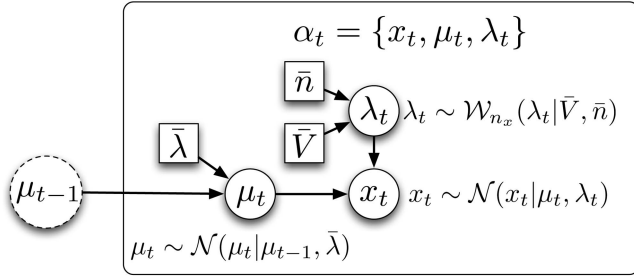 α_t = {x_t, μ_t, λ_t}
n̄
λ_t
λ_t ∼ 𝒲_{n_x}(λ_t|V̄, n̄)
V̄
λ̄
μ_{t−1}
μ_t
x_t
x_t ∼ 𝒩(x_t|μ_t, λ_t)
μ_t ∼ 𝒩(μ_t|μ_{t−1}, λ̄)